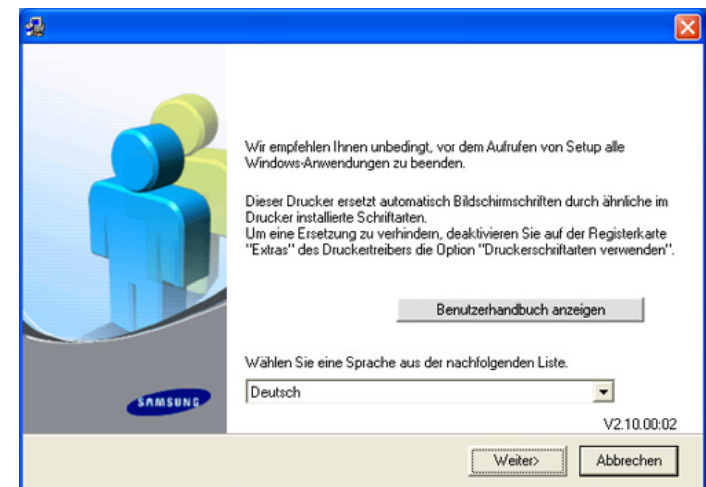 Wir empfehlen Ihnen unbedingt, vor dem Aufrufen von Setup alle
Windows-Anwendungen zu beenden.
Dieser Drucker ersetzt automatisch Bildschirmschriften durch ähnliche im
Drucker installierte Schriftarten.
Um eine Ersetzung zu verhindern, deaktivieren Sie auf der Registerkarte
"Extras" des Druckertreibers die Option "Druckerschriftarten verwenden".
Benutzerhandbuch anzeigen
Wählen Sie eine Sprache aus der nachfolgenden Liste.
Deutsch
SAMSUNG
V2.10.00:02
Weiter>
Abbrechen